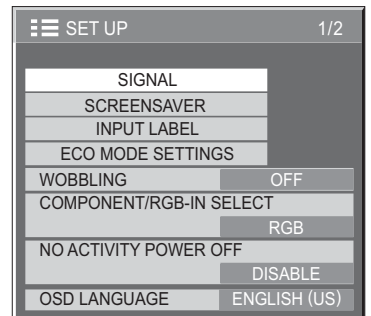 SET UP 1/2
SIGNAL
SCREENSAVER
INPUT LABEL
ECO MODE SETTINGS
WOBBLING OFF
COMPONENT/RGB-IN SELECT
RGB
NO ACTIVITY POWER OFF
DISABLE
OSD LANGUAGE ENGLISH (US)